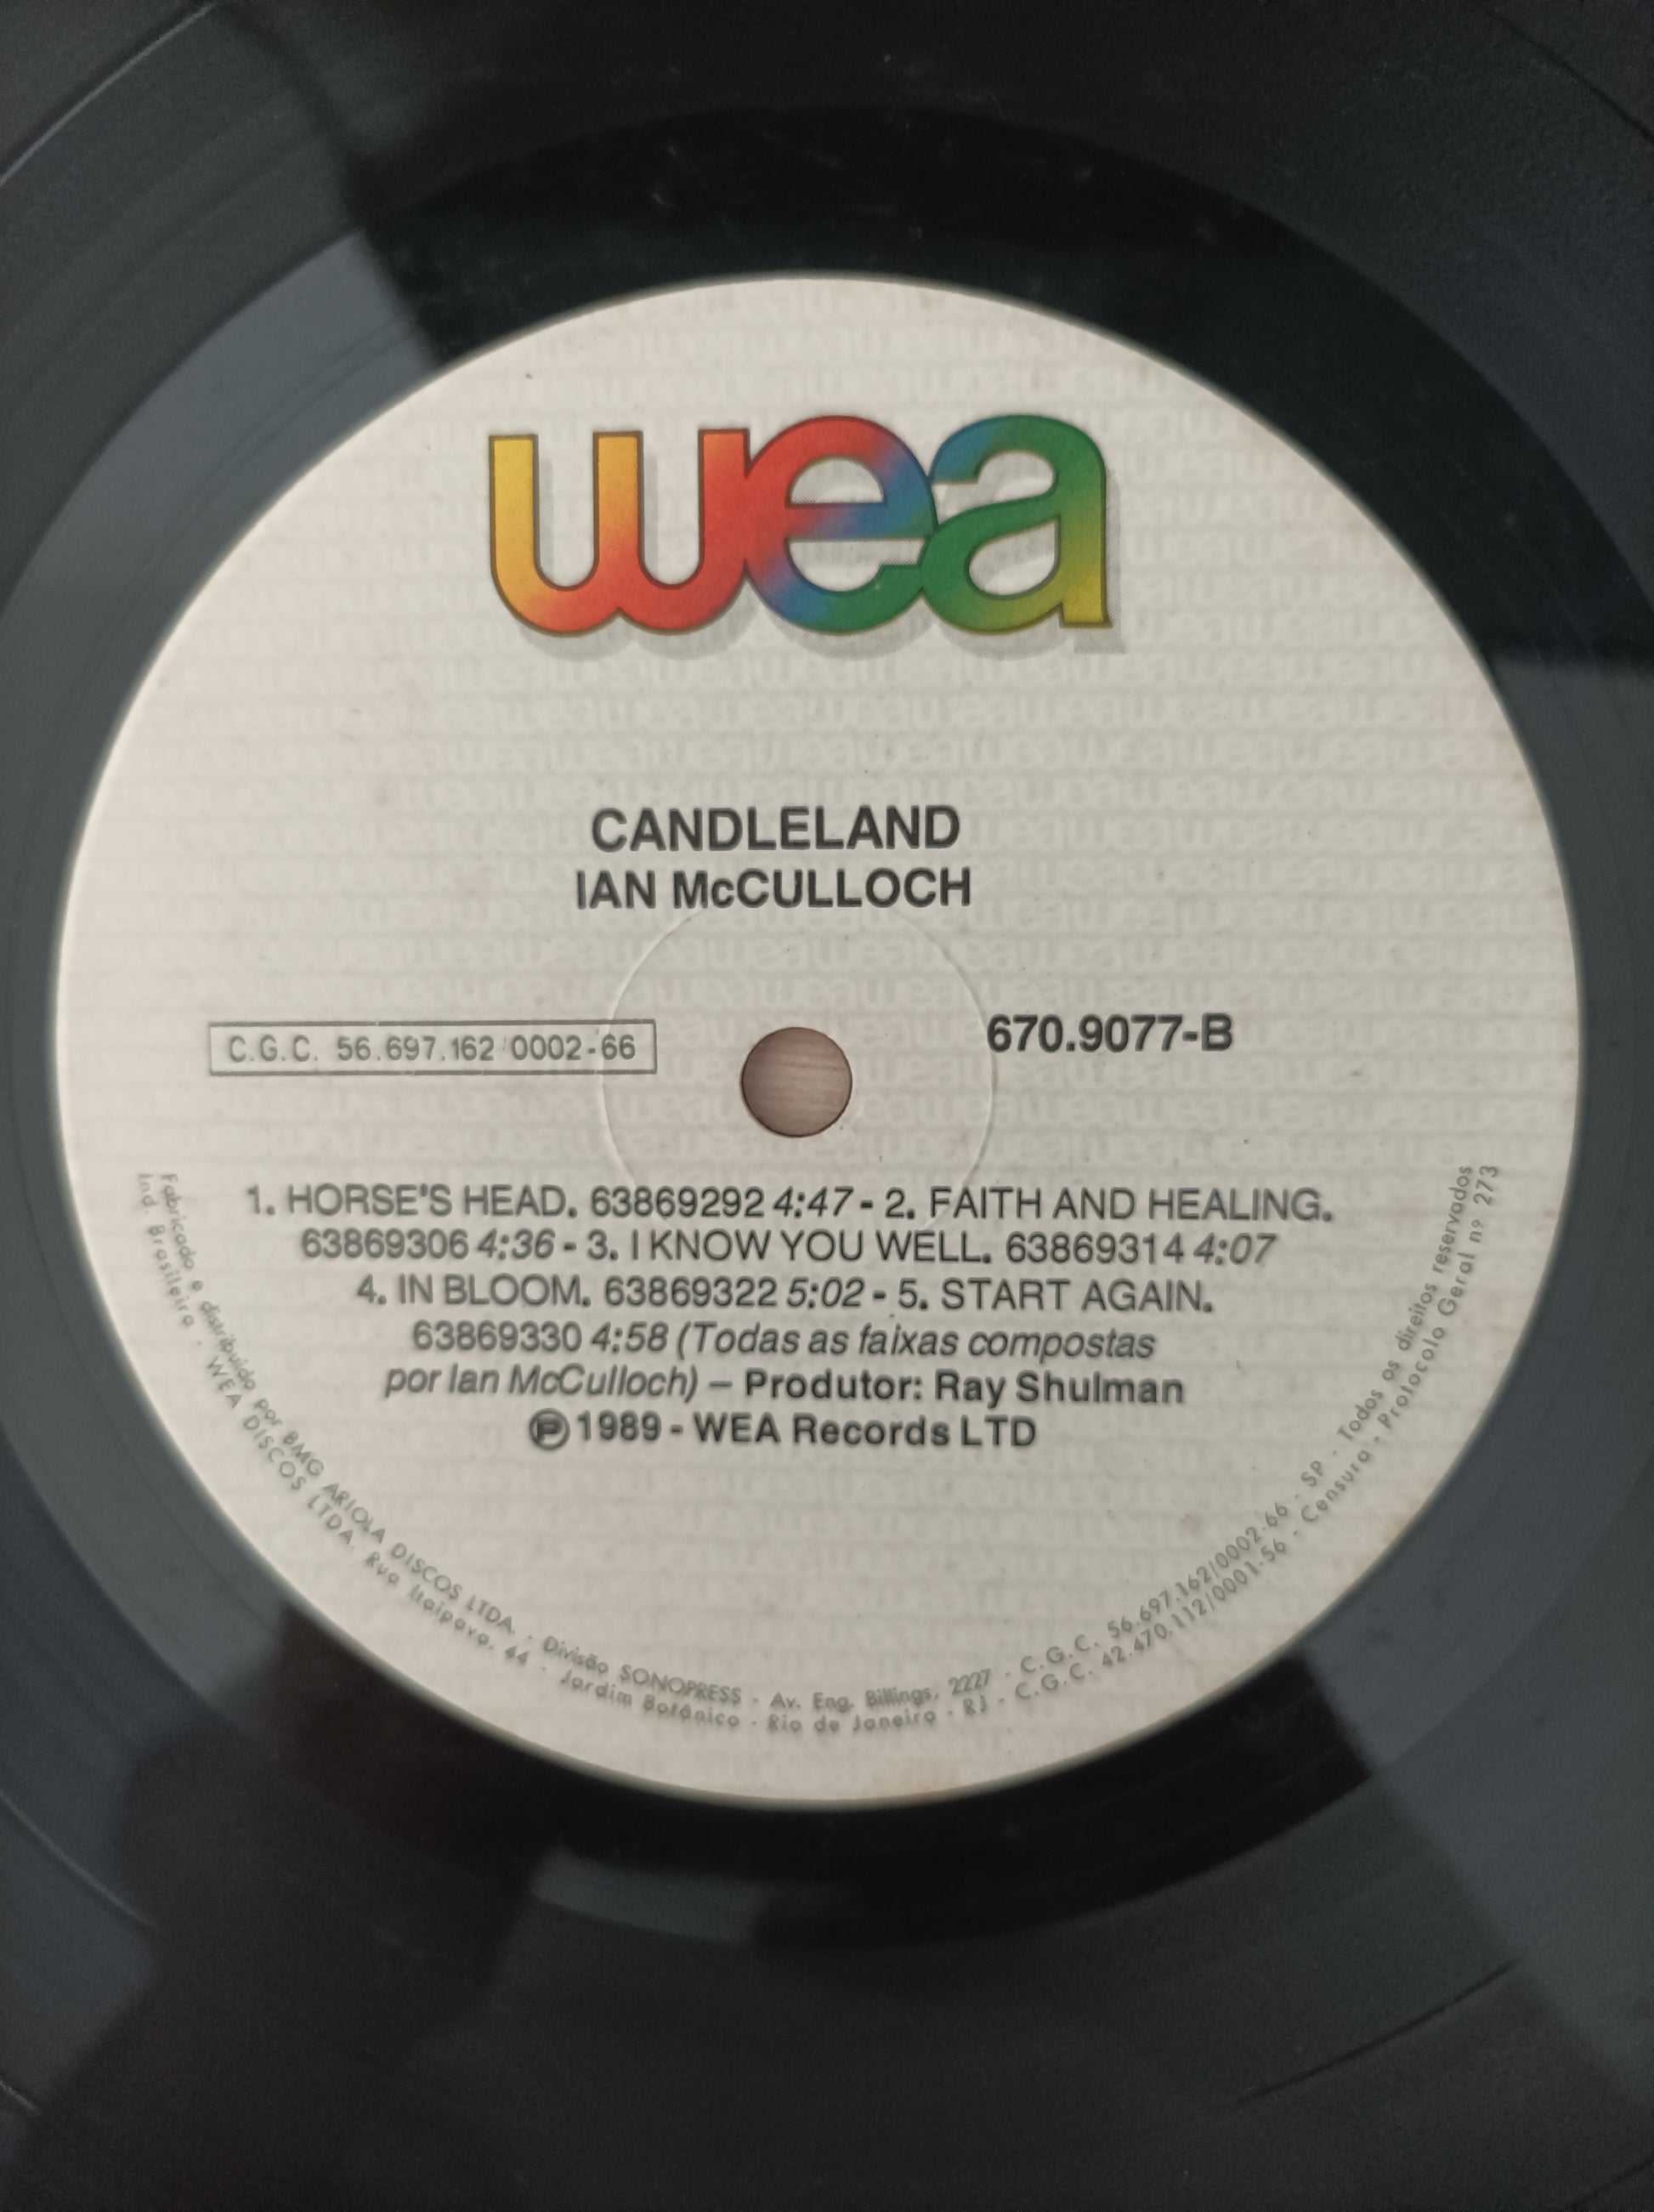 wea
CANDLELAND
IAN McCULLOCH
C.G.C. 56.697.162 0002-66
670.9077-B
1. HORSE'S HEAD. 63869292 4:47 - 2. FAITH AND HEALING.
63869306 4:36 - 3. I KNOW YOU WELL. 63869314 4:07
4. IN BLOOM. 63869322 5:02 - 5. START AGAIN.
63869330 4:58 (Todas as faixas compostas
por Ian McCulloch) – Produtor: Ray Shulman
Ⓟ 1989 - WEA Records LTD
Fabricado e distribuído por BMG ARIOLA DISCOS LTDA. - Divisão SONOPRESS - Av. Eng. Billings, 2227 - C.G.C. 56.697.162/0002-66 - SP - Todos os direitos reservados
Ind. Brasileira - WEA DISCOS LTDA. Rua Itaipava, 44 - Jardim Botânico - Rio de Janeiro - RJ - C.G.C. 42.470.112/0001-56 - Censura - Protocolo Geral nº 273